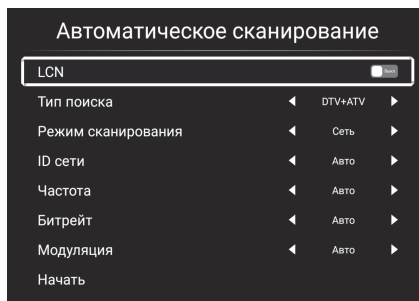 Автоматическое сканирование
LCN Выкл
Тип поиска DTV+ATV
Режим сканирования Сеть
ID сети Авто
Частота Авто
Битрейт Авто
Модуляция Авто
Начать